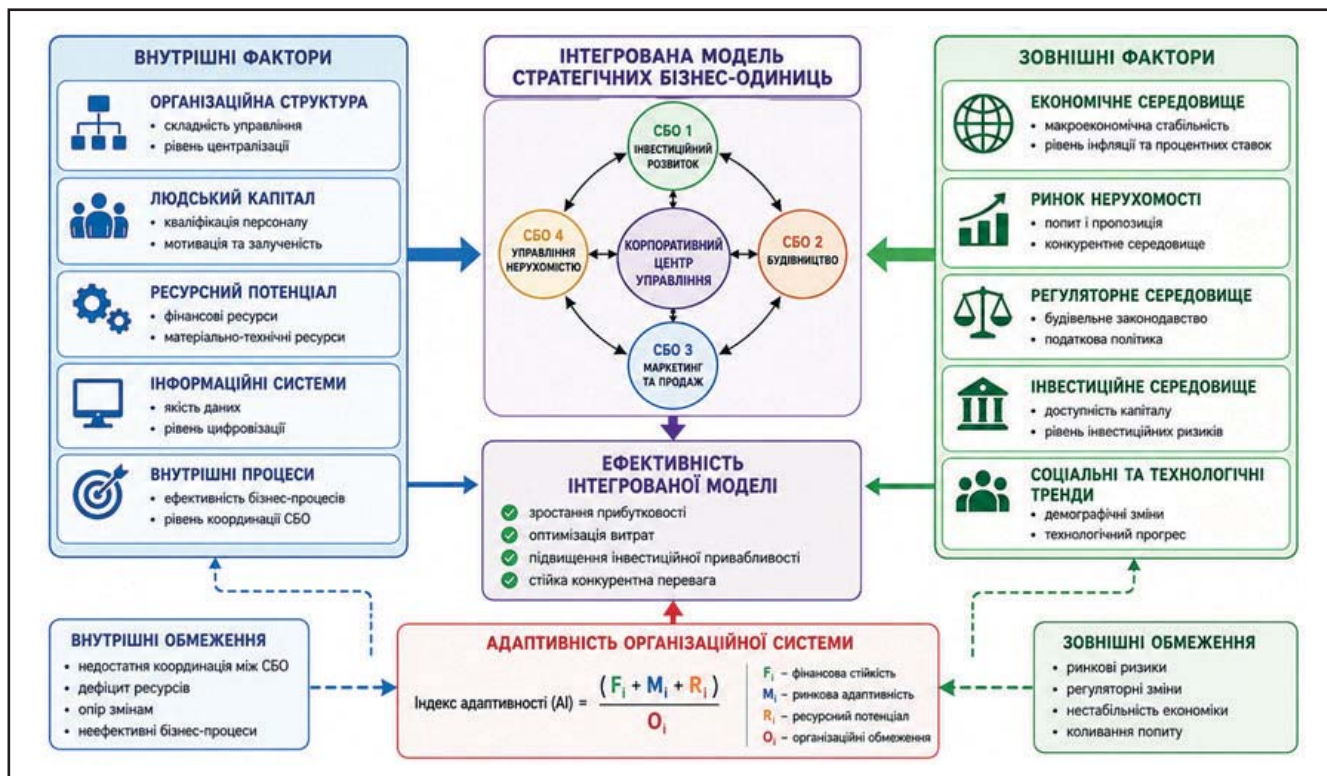 ВНУТРІШНІ ФАКТОРИ
ОРГАНІЗАЦІЙНА СТРУКТУРА
• складність управління
• рівень централізації
ЛЮДСЬКИЙ КАПІТАЛ
• кваліфікація персоналу
• мотивація та залученість
РЕСУРСНИЙ ПОТЕНЦІАЛ
• фінансові ресурси
• матеріально-технічні ресурси
ІНФОРМАЦІЙНІ СИСТЕМИ
• якість даних
• рівень цифровізації
ВНУТРІШНІ ПРОЦЕСИ
• ефективність бізнес-процесів
• рівень координації СБО
ІНТЕГРОВАНА МОДЕЛЬ
СТРАТЕГІЧНИХ БІЗНЕС-ОДИНИЦЬ
СБО 1
ІНВЕСТИЦІЙНИЙ
РОЗВИТОК
СБО 4
УПРАВЛІННЯ
НЕРУХОМІСТЮ
КОРПОРАТИВНИЙ
ЦЕНТР
УПРАВЛІННЯ
СБО 2
БУДІВНИЦТВО
СБО 3
МАРКЕТИНГ
ТА ПРОДАЖ
ЕФЕКТИВНІСТЬ
ІНТЕГРОВАНОЇ МОДЕЛІ
зростання прибутковості
оптимізація витрат
підвищення інвестиційної привабливості
стійка конкурентна перевага
ЗОВНІШНІ ФАКТОРИ
ЕКОНОМІЧНЕ СЕРЕДОВИЩЕ
• макроекономічна стабільність
• рівень інфляції та процентних ставок
РИНОК НЕРУХОМОСТІ
• попит і пропозиція
• конкурентне середовище
РЕГУЛЯТОРНЕ СЕРЕДОВИЩЕ
• будівельне законодавство
• податкова політика
ІНВЕСТИЦІЙНЕ СЕРЕДОВИЩЕ
• доступність капіталу
• рівень інвестиційних ризиків
СОЦІАЛЬНІ ТА ТЕХНОЛОГІЧНІ
ТРЕНДИ
• демографічні зміни
• технологічний прогрес
ВНУТРІШНІ ОБМЕЖЕННЯ
• недостатня координація між СБО
• дефіцит ресурсів
• опір змінам
• неефективні бізнес-процеси
АДАПТИВНІСТЬ ОРГАНІЗАЦІЙНОЇ СИСТЕМИ
Індекс адаптивності (AI) = (Fi + Mi + Ri) / Oi
Fi – фінансова стійкість
Mi – ринкова адаптивність
Ri – ресурсний потенціал
Oi – організаційні обмеження
ЗОВНІШНІ ОБМЕЖЕННЯ
• ринкові ризики
• регуляторні зміни
• нестабільність економіки
• коливання попиту